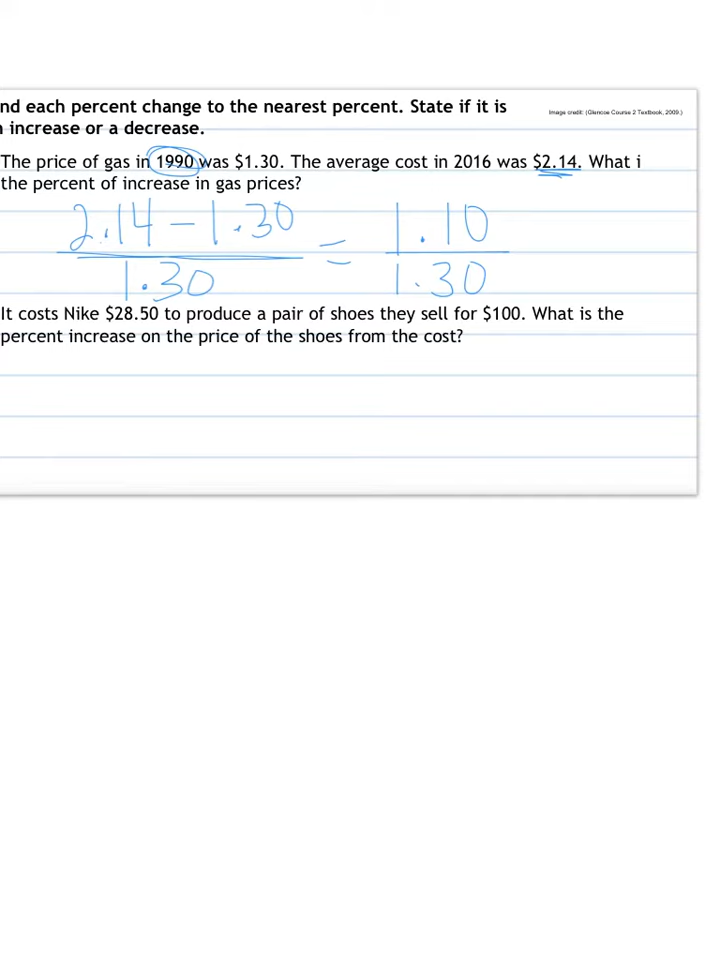 nd each percent change to the nearest percent. State if it is
Image credit: (Glencoe Course 2 Textbook, 2009.)
increase or a decrease.
The price of gas in 1990 was $1.30. The average cost in 2016 was $2.14. What i
the percent of increase in gas prices?
2.14 - 1.30 = 1.10
1.30 1.30
It costs Nike $28.50 to produce a pair of shoes they sell for $100. What is the
percent increase on the price of the shoes from the cost?